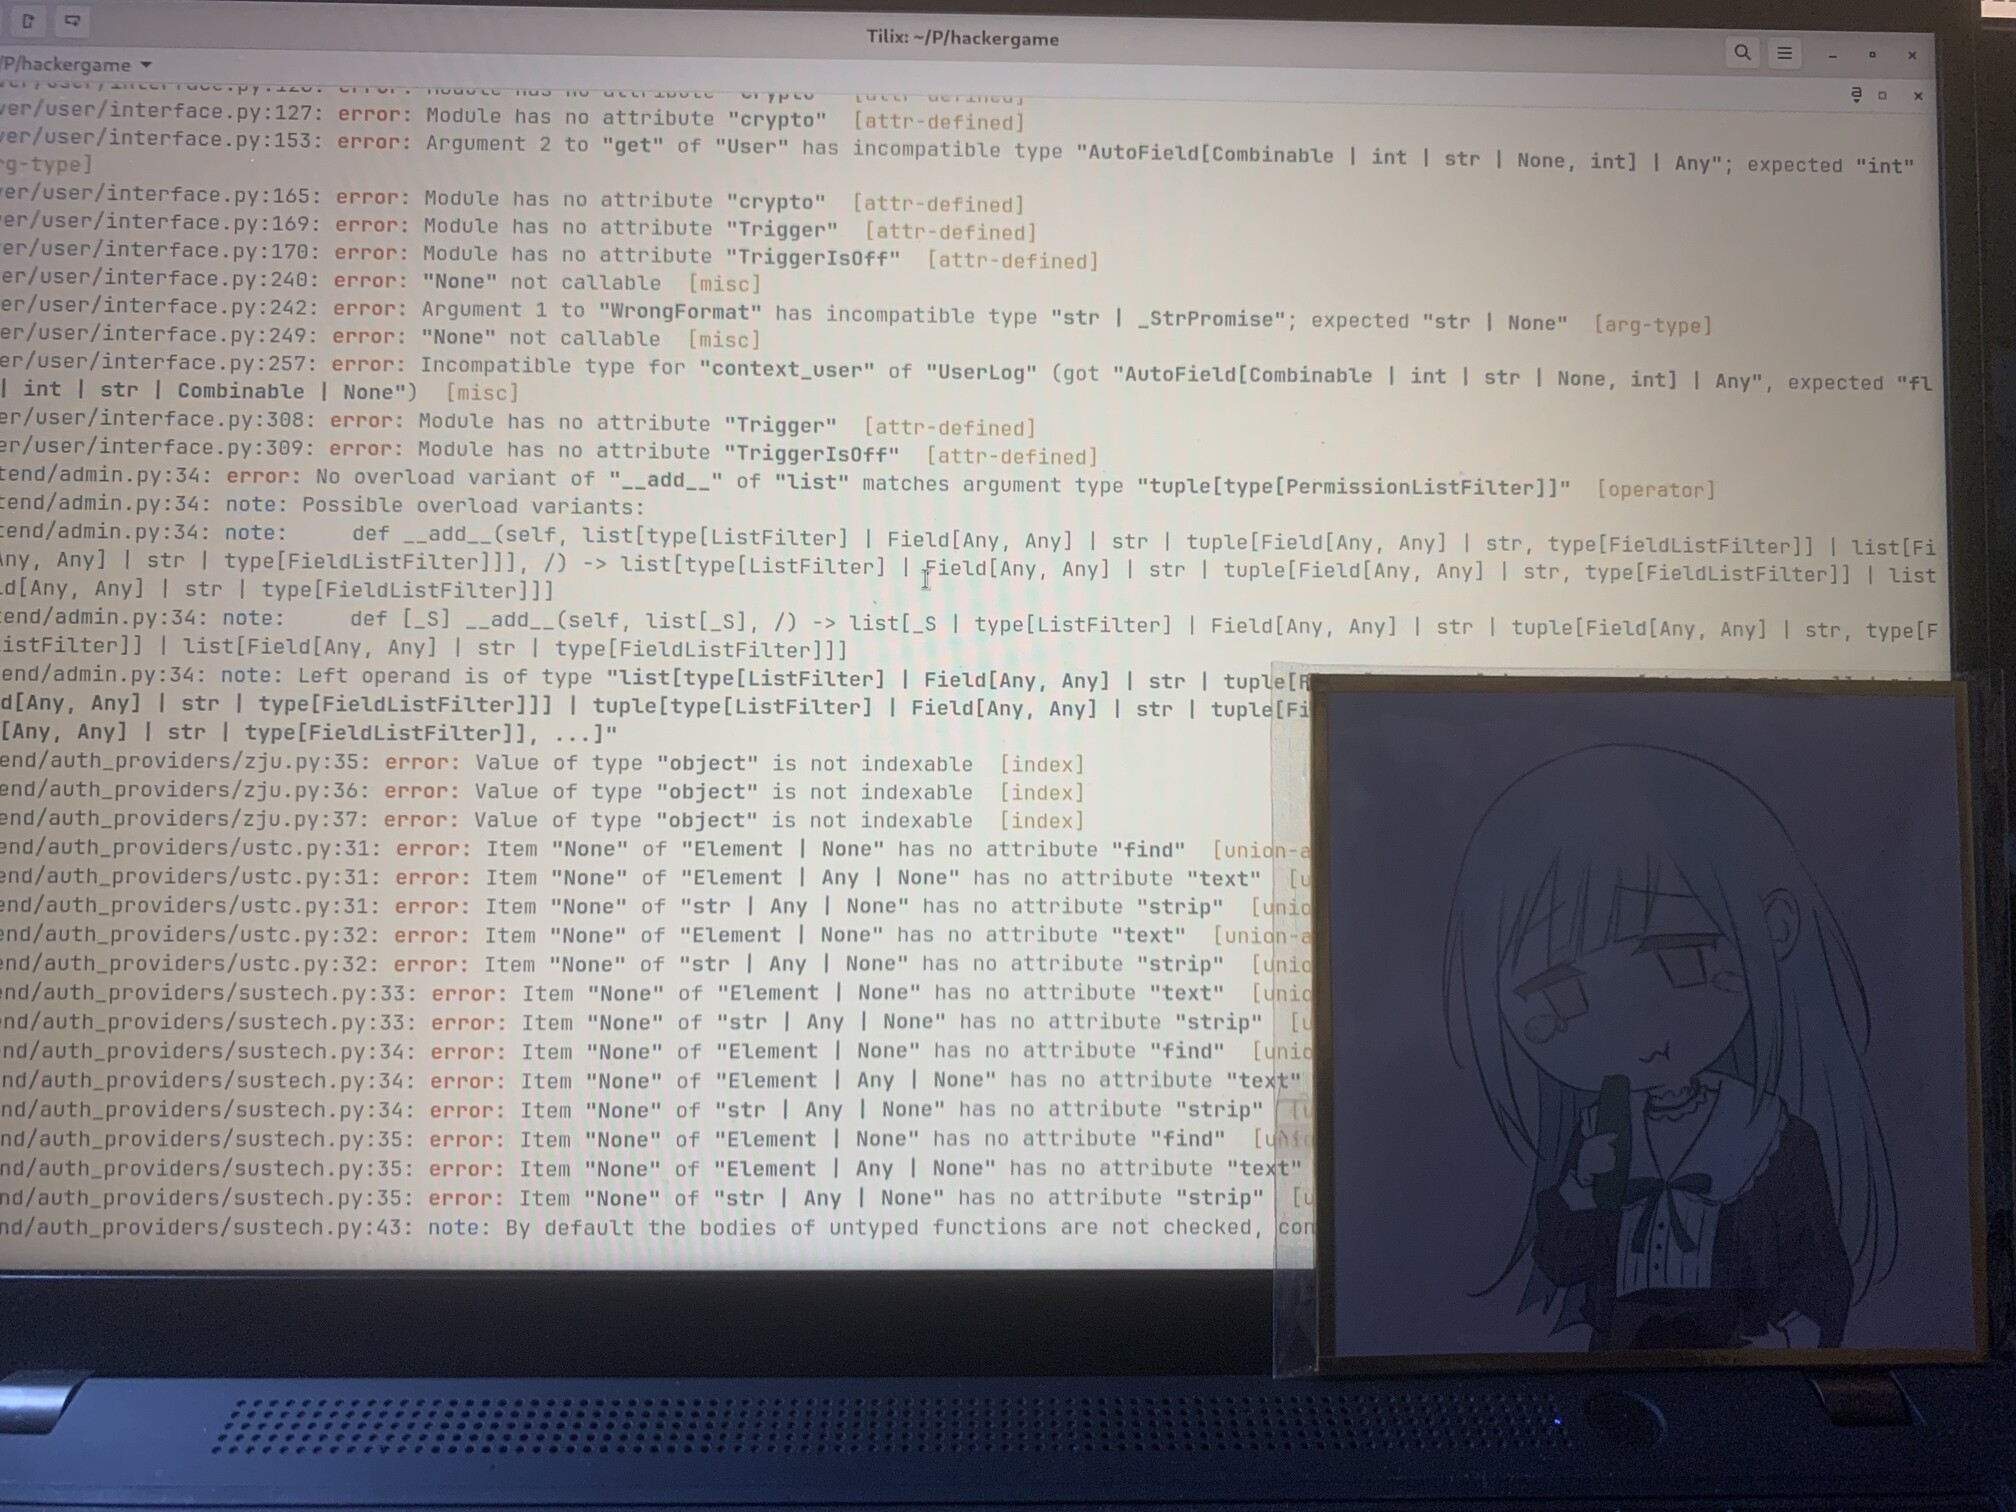 Tilix: ~/P/hackergame
/P/hackergame
ver/user/interface.py:127: error: Module has no attribute "crypto" [attr-defined]
ver/user/interface.py:153: error: Argument 2 to "get" of "User" has incompatible type "AutoField[Combinable | int | str | None, int] | Any"; expected "int"
rg-type]
ver/user/interface.py:165: error: Module has no attribute "crypto" [attr-defined]
ver/user/interface.py:169: error: Module has no attribute "Trigger" [attr-defined]
ver/user/interface.py:170: error: Module has no attribute "TriggerIsOff" [attr-defined]
er/user/interface.py:240: error: "None" not callable [misc]
er/user/interface.py:242: error: Argument 1 to "WrongFormat" has incompatible type "str | _StrPromise"; expected "str | None" [arg-type]
er/user/interface.py:249: error: "None" not callable [misc]
er/user/interface.py:257: error: Incompatible type for "context_user" of "UserLog" (got "AutoField[Combinable | int | str | None, int] | Any", expected "fl
| int | str | Combinable | None") [misc]
er/user/interface.py:308: error: Module has no attribute "Trigger" [attr-defined]
er/user/interface.py:309: error: Module has no attribute "TriggerIsOff" [attr-defined]
tend/admin.py:34: error: No overload variant of "__add__" of "list" matches argument type "tuple[type[PermissionListFilter]]" [operator]
tend/admin.py:34: note: Possible overload variants:
tend/admin.py:34: note: def __add__(self, list[type[ListFilter] | Field[Any, Any] | str | tuple[Field[Any, Any] | str, type[FieldListFilter]] | list[Fi
Any, Any] | str | type[FieldListFilter]]], /) -> list[type[ListFilter] | Field[Any, Any] | str | tuple[Field[Any, Any] | str, type[FieldListFilter]] | list
ld[Any, Any] | str | type[FieldListFilter]]]
tend/admin.py:34: note: def [_S] __add__(self, list[_S], /) -> list[_S | type[ListFilter] | Field[Any, Any] | str | tuple[Field[Any, Any] | str, type[F
istFilter]] | list[Field[Any, Any] | str | type[FieldListFilter]]]
end/admin.py:34: note: Left operand is of type "list[type[ListFilter] | Field[Any, Any] | str | tuple[F
d[Any, Any] | str | type[FieldListFilter]]] | tuple[type[ListFilter] | Field[Any, Any] | str | tuple[Fi
[Any, Any] | str | type[FieldListFilter]], ...]"
end/auth_providers/zju.py:35: error: Value of type "object" is not indexable [index]
end/auth_providers/zju.py:36: error: Value of type "object" is not indexable [index]
end/auth_providers/zju.py:37: error: Value of type "object" is not indexable [index]
end/auth_providers/ustc.py:31: error: Item "None" of "Element | None" has no attribute "find" [union-a
end/auth_providers/ustc.py:31: error: Item "None" of "Element | Any | None" has no attribute "text" [u
end/auth_providers/ustc.py:31: error: Item "None" of "str | Any | None" has no attribute "strip" [unio
end/auth_providers/ustc.py:32: error: Item "None" of "Element | None" has no attribute "text" [union-a
end/auth_providers/ustc.py:32: error: Item "None" of "str | Any | None" has no attribute "strip" [unio
end/auth_providers/sustech.py:33: error: Item "None" of "Element | None" has no attribute "text" [unio
nd/auth_providers/sustech.py:33: error: Item "None" of "str | Any | None" has no attribute "strip" [u
nd/auth_providers/sustech.py:34: error: Item "None" of "Element | None" has no attribute "find" [unio
nd/auth_providers/sustech.py:34: error: Item "None" of "Element | Any | None" has no attribute "text"
nd/auth_providers/sustech.py:34: error: Item "None" of "str | Any | None" has no attribute "strip" [u
nd/auth_providers/sustech.py:35: error: Item "None" of "Element | None" has no attribute "find" [unio
nd/auth_providers/sustech.py:35: error: Item "None" of "Element | Any | None" has no attribute "text"
nd/auth_providers/sustech.py:35: error: Item "None" of "str | Any | None" has no attribute "strip" [u
nd/auth_providers/sustech.py:43: note: By default the bodies of untyped functions are not checked, con